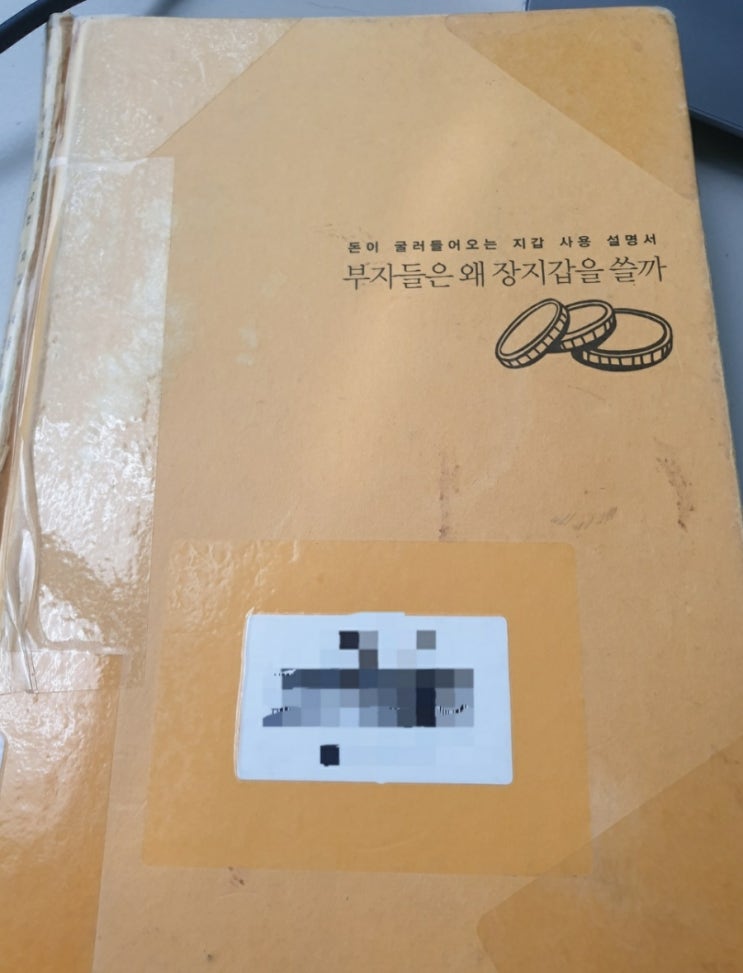 돈이 굴러들어오는 지갑 사용 설명서
부자들은 왜 장지갑을 쓸까